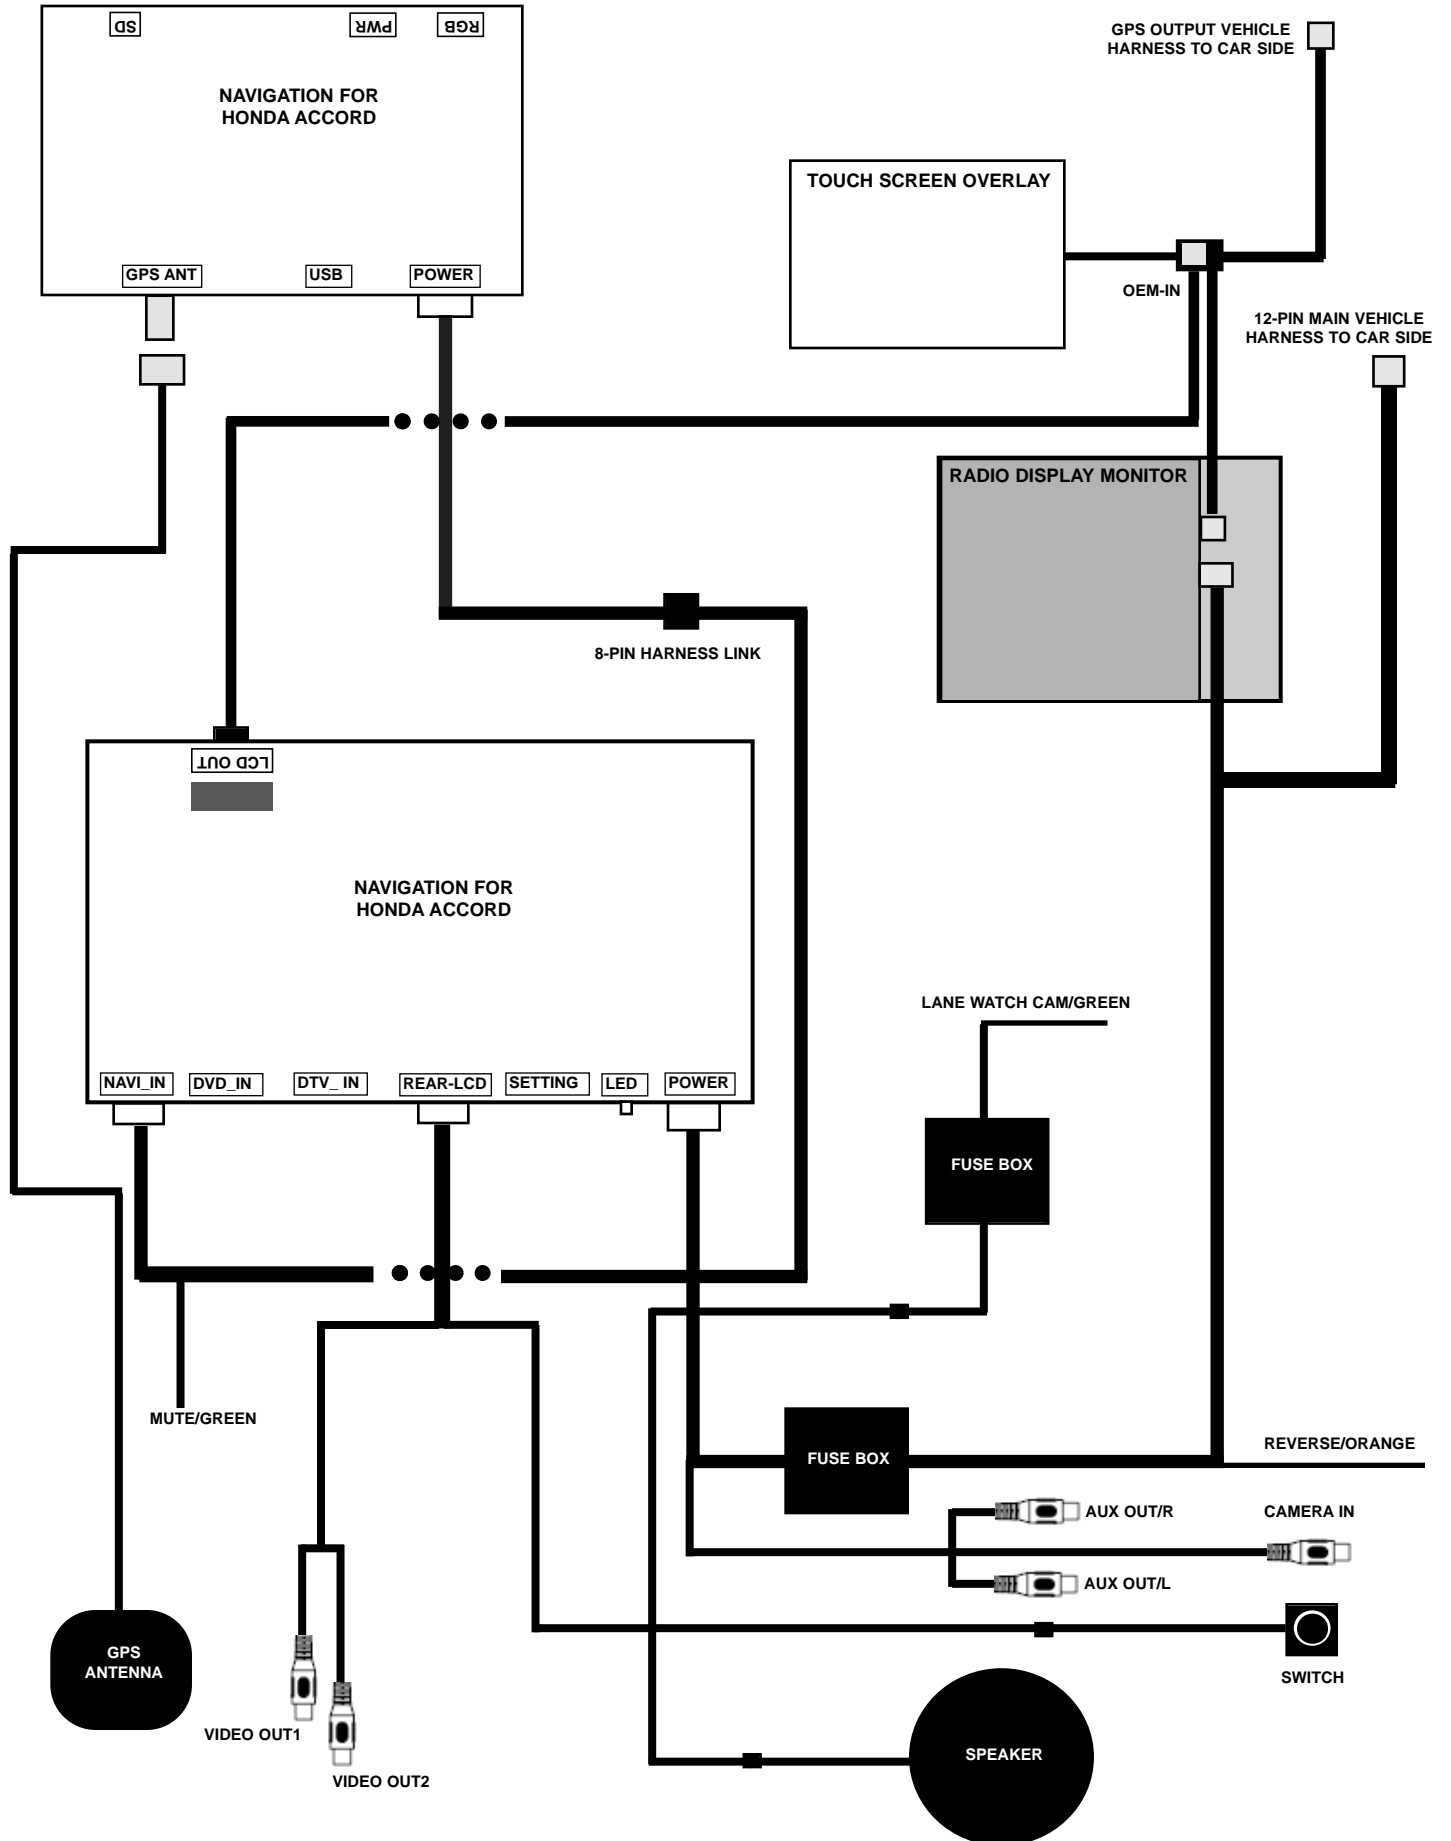 SD
PWR
RGB
NAVIGATION FOR
HONDA ACCORD
GPS ANT
USB
POWER
GPS OUTPUT VEHICLE
HARNESS TO CAR SIDE
TOUCH SCREEN OVERLAY
OEM-IN
12-PIN MAIN VEHICLE
HARNESS TO CAR SIDE
RADIO DISPLAY MONITOR
8-PIN HARNESS LINK
LCD OUT
NAVIGATION FOR
HONDA ACCORD
NAVI_IN
DVD_IN
DTV_ IN
REAR-LCD
SETTING
LED
POWER
LANE WATCH CAM/GREEN
FUSE BOX
MUTE/GREEN
FUSE BOX
REVERSE/ORANGE
AUX OUT/R
CAMERA IN
AUX OUT/L
SWITCH
GPS
ANTENNA
VIDEO OUT1
VIDEO OUT2
SPEAKER